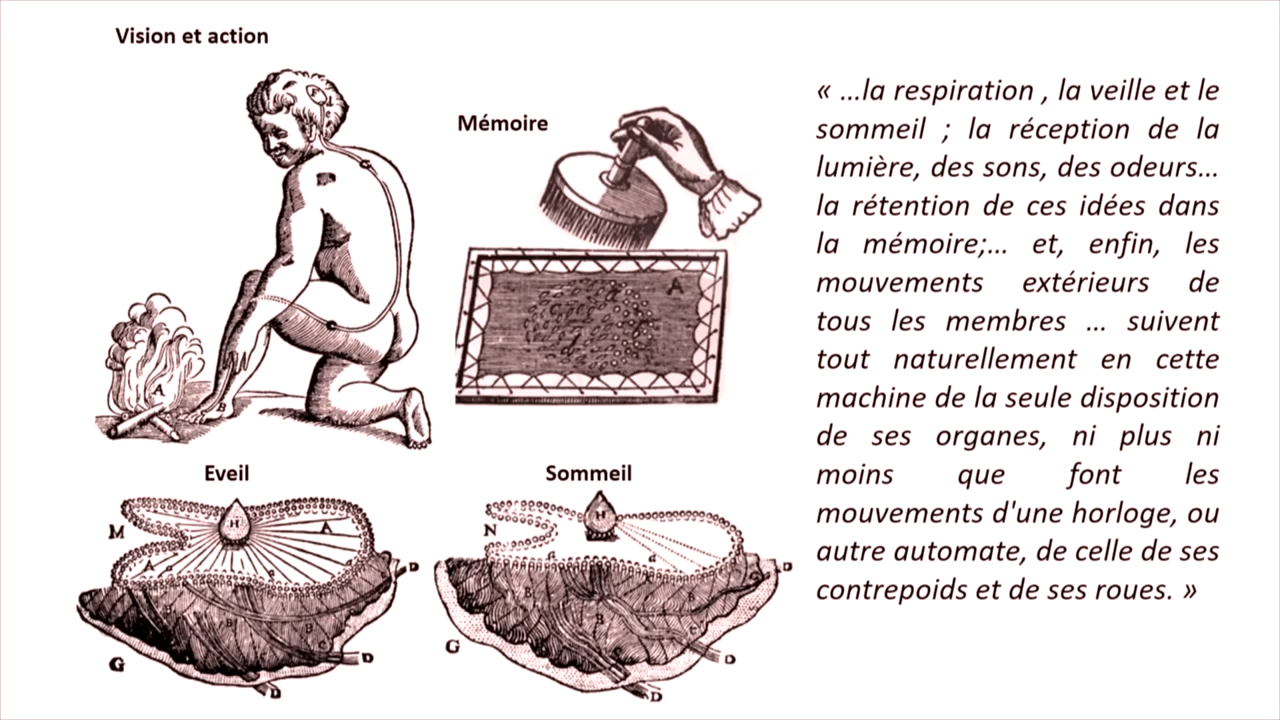 Vision et action
Mémoire
« …la respiration , la veille et le
sommeil ; la réception de la
lumière, des sons, des odeurs…
la rétention de ces idées dans
la mémoire;… et, enfin, les
mouvements extérieurs de
tous les membres … suivent
tout naturellement en cette
machine de la seule disposition
de ses organes, ni plus ni
moins que font les
mouvements d'une horloge, ou
autre automate, de celle de ses
contrepoids et de ses roues. »
A
B
A
Eveil
M
H
A
A
B
B
D
D
D
G
Sommeil
N
H
B
B
B
D
D
D
G